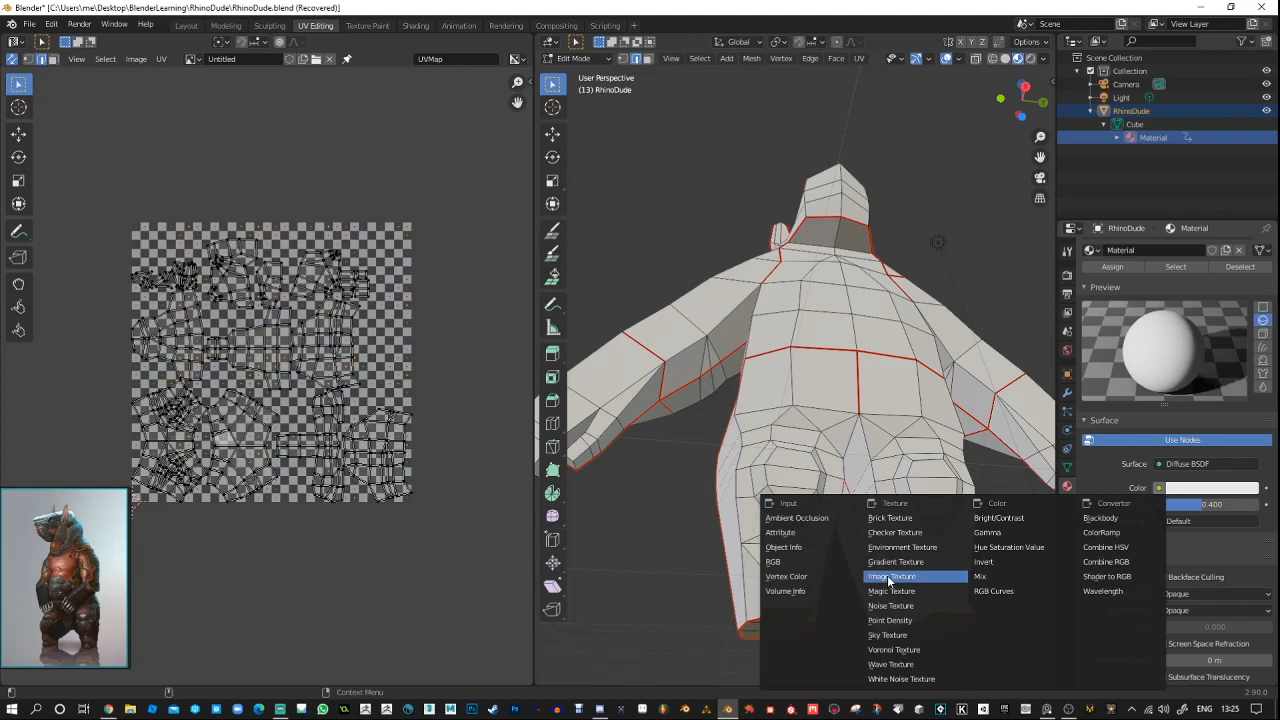 Blender* [C:\Users\me\Desktop\BlenderLearning\RhinoDude\RhinoDude.blend (Recovered)]
File Edit Render Window Help Layout Modeling Sculpting UV Editing Texture Paint Shading Animation Rendering Compositing Scripting Scene View Layer
View Select Image UV Untitled UVMap
Global X Y Z Options
Edit Mode View Select Add Mesh Vertex Edge Face UV
User Perspective
(13) RhinoDude
Scene Collection
Collection
Camera
Light
RhinoDude
Cube
Material
RhinoDude Material
Material
Assign Select Deselect
Preview
Surface
Use Nodes
Surface Diffuse BSDF
Color
0.400
Default
Backface Culling
Opaque
Opaque
0.000
Screen Space Refraction
0 m
Subsurface Translucency
Input Texture Color Convertor
Ambient Occlusion Brick Texture Bright/Contrast Blackbody
Attribute Checker Texture Gamma ColorRamp
Object Info Environment Texture Hue Saturation Value Combine HSV
RGB Gradient Texture Invert Combine RGB
Vertex Color Image Texture Mix Shader to RGB
Volume Info Magic Texture RGB Curves Wavelength
Noise Texture
Point Density
Sky Texture
Voronoi Texture
Wave Texture
White Noise Texture
Context Menu 2.90.0
ENG 13:25